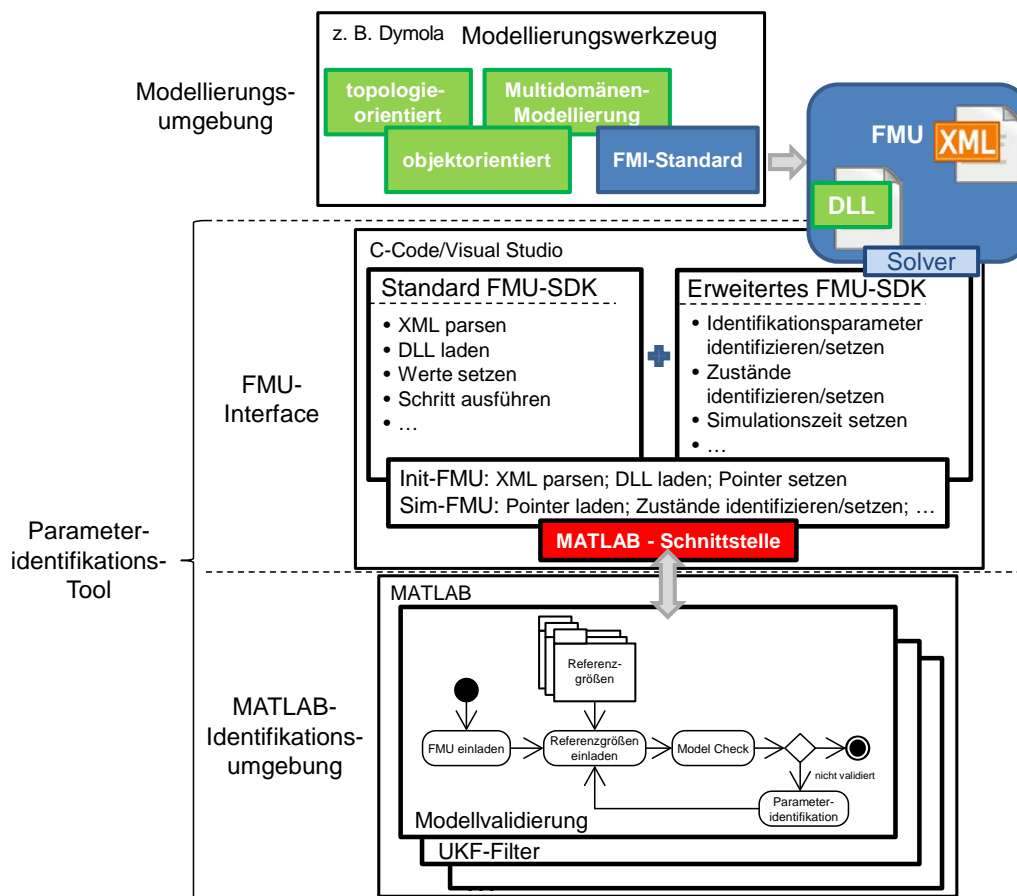 z. B. Dymola Modellierungswerkzeug
Modellierungs-
umgebung
topologie-
orientiert
Multidomänen-
Modellierung
objektorientiert
FMI-Standard
FMU
XML
DLL
Solver
C-Code/Visual Studio
Standard FMU-SDK
• XML parsen
• DLL laden
• Werte setzen
• Schritt ausführen
• …
Erweitertes FMU-SDK
• Identifikationsparameter
identifizieren/setzen
• Zustände
identifizieren/setzen
• Simulationszeit setzen
• …
FMU-
Interface
Init-FMU: XML parsen; DLL laden; Pointer setzen
Sim-FMU: Pointer laden; Zustände identifizieren/setzen; …
MATLAB - Schnittstelle
Parameter-
identifikations-
Tool
MATLAB
Referenz-
größen
FMU einladen
Referenzgrößen
einladen
Model Check
nicht validiert
Parameter-
identifikation
MATLAB-
Identifikations-
umgebung
Modellvalidierung
UKF-Filter
…